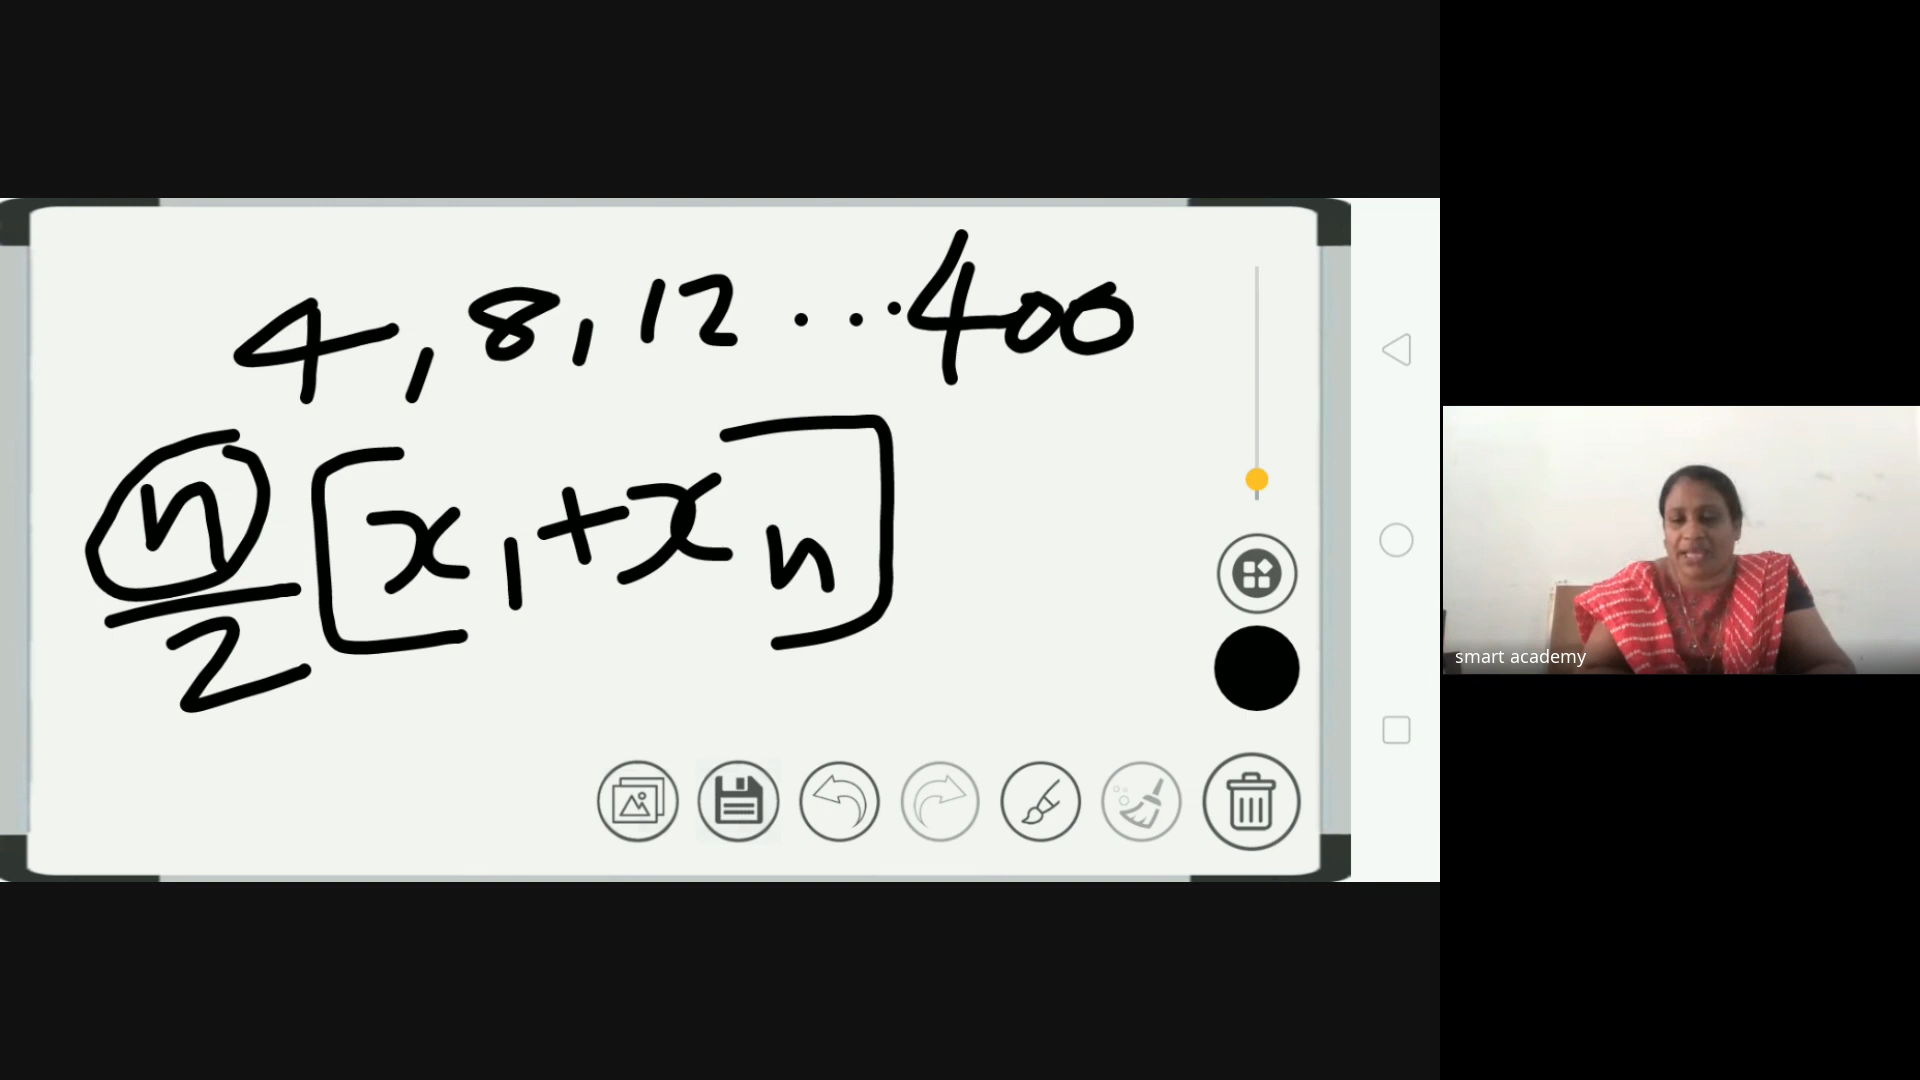 4, 8, 12 ...400
n/2 [x₁+xₙ]
smart academy